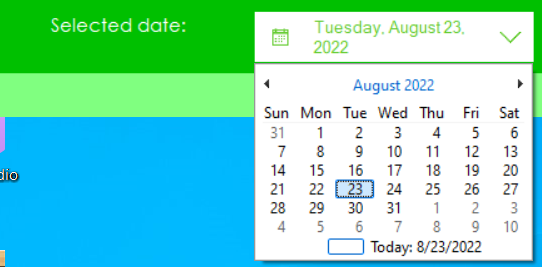 Selected date:
Tuesday, August 23,
2022
August 2022
Sun Mon Tue Wed Thu Fri Sat
31 1 2 3 4 5 6
7 8 9 10 11 12 13
14 15 16 17 18 19 20
21 22 23 24 25 26 27
28 29 30 31 1 2 3
4 5 6 7 8 9 10
Today: 8/23/2022
dio